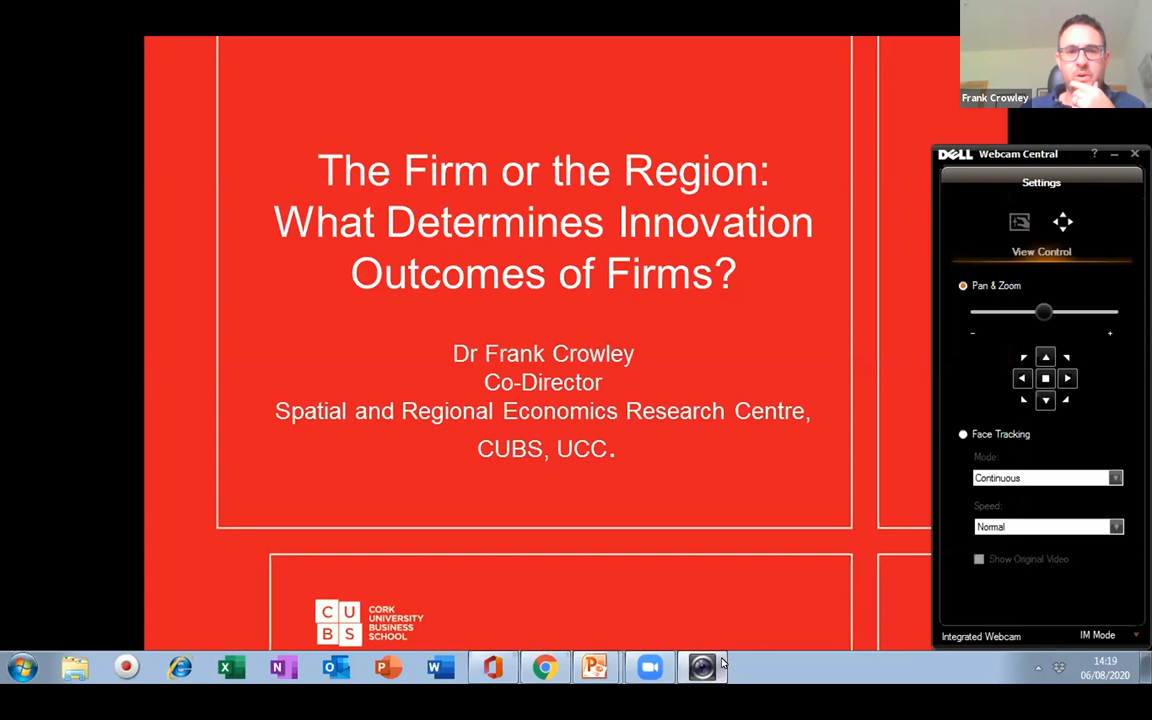 The Firm or the Region:
What Determines Innovation
Outcomes of Firms?
Dr Frank Crowley
Co-Director
Spatial and Regional Economics Research Centre,
CUBS, UCC.
C U
B S
CORK
UNIVERSITY
BUSINESS
SCHOOL
Frank Crowley
DELL Webcam Central ?
Settings
View Control
Pan & Zoom
- +
Face Tracking
Mode:
Continuous
Speed:
Normal
Show Original Video
Integrated Webcam IM Mode
14:19
06/08/2020